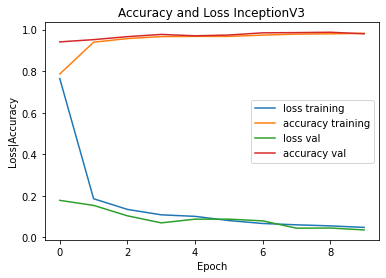 Accuracy and Loss InceptionV3
Loss|Accuracy
1.0
0.8
0.6
0.4
0.2
0.0
loss training
accuracy training
loss val
accuracy val
0 2 4 6 8
Epoch